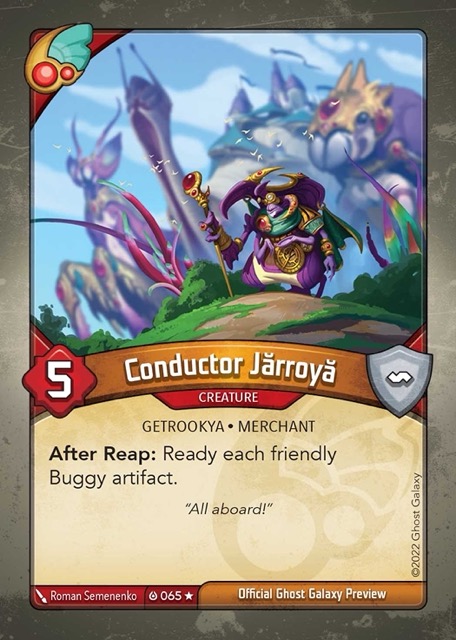 5
Conductor Jărroyă
CREATURE
GETROOKYA • MERCHANT
After Reap: Ready each friendly
Buggy artifact.
“All aboard!”
©2022 Ghost Galaxy
Roman Semenenko 065★ Official Ghost Galaxy Preview